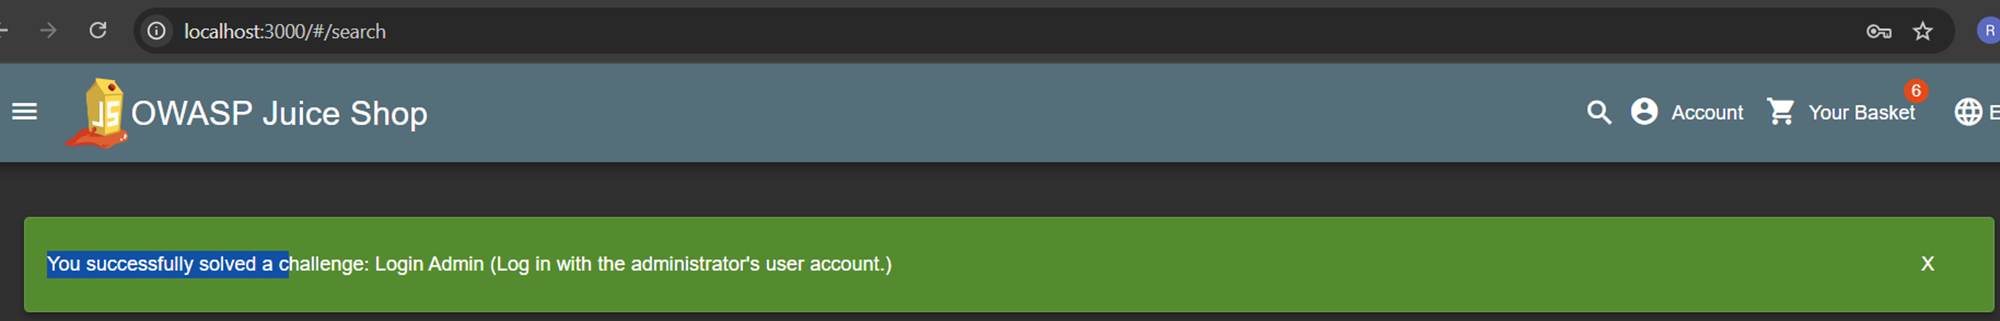 localhost:3000/#/search
R
JS
OWASP Juice Shop
Account
Your Basket
6
E
You successfully solved a challenge: Login Admin (Log in with the administrator's user account.)
X